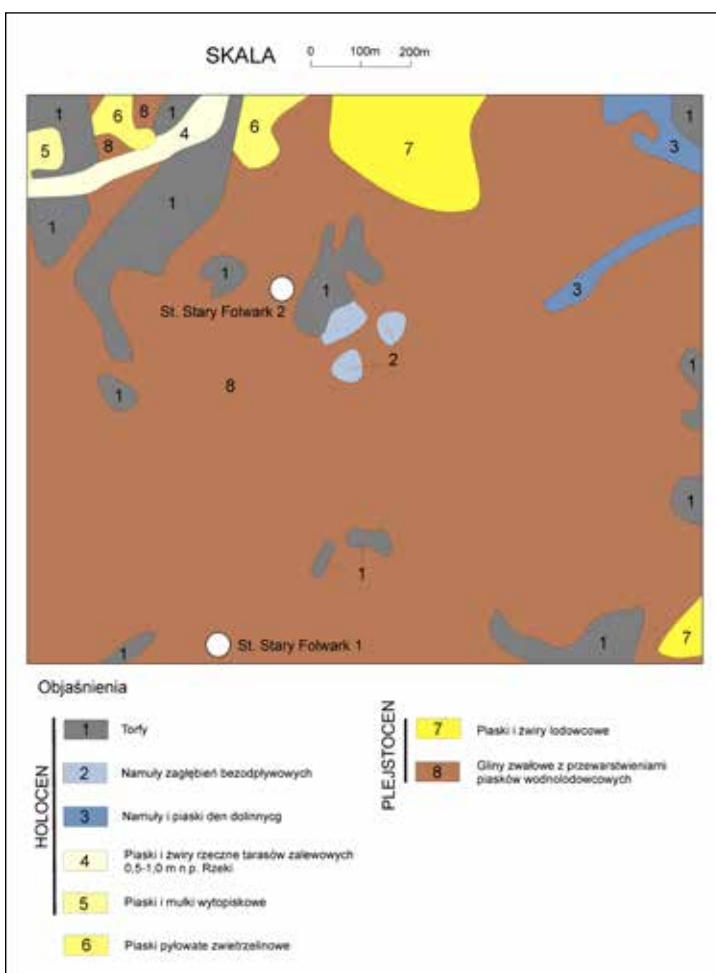 SKALA 0 100m 200m
1 6 8 1 4 6 7 1
5 8 3
1 1
1 1 3
St. Stary Folwark 2
2
8 1
1
1
1
1 St. Stary Folwark 1 1 7
Objaśnienia
HOLOCEN
1 Torfy
2 Namuły zagłębień bezodpływowych
3 Namuły i piaski den dolinnycg
4 Piaski i żwiry rzeczne tarasów zalewowych
0,5-1,0 m n.p. Rzeki
5 Piaski i mułki wytopiskowe
6 Piaski pyłowate zwietrzelinowe
PLEJSTOCEN
7 Piaski i żwiry lodowcowe
8 Gliny zwałowe z przewarstwieniami
piasków wodnolodowcowych